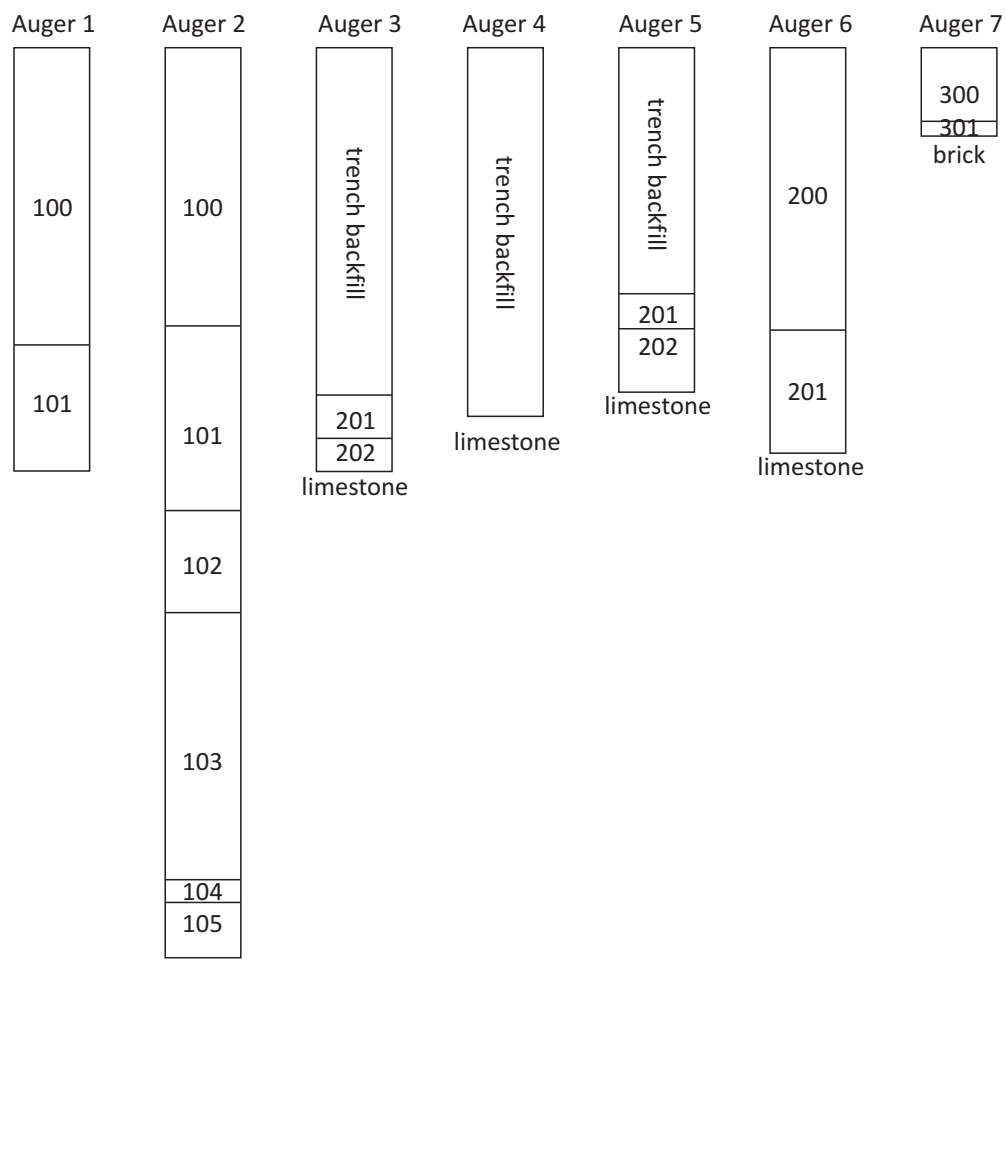 Auger 1
Auger 2
Auger 3
Auger 4
Auger 5
Auger 6
Auger 7
100
101
100
101
102
103
104
105
trench backfill
201
202
limestone
trench backfill
limestone
trench backfill
201
202
limestone
200
201
limestone
300
301
brick